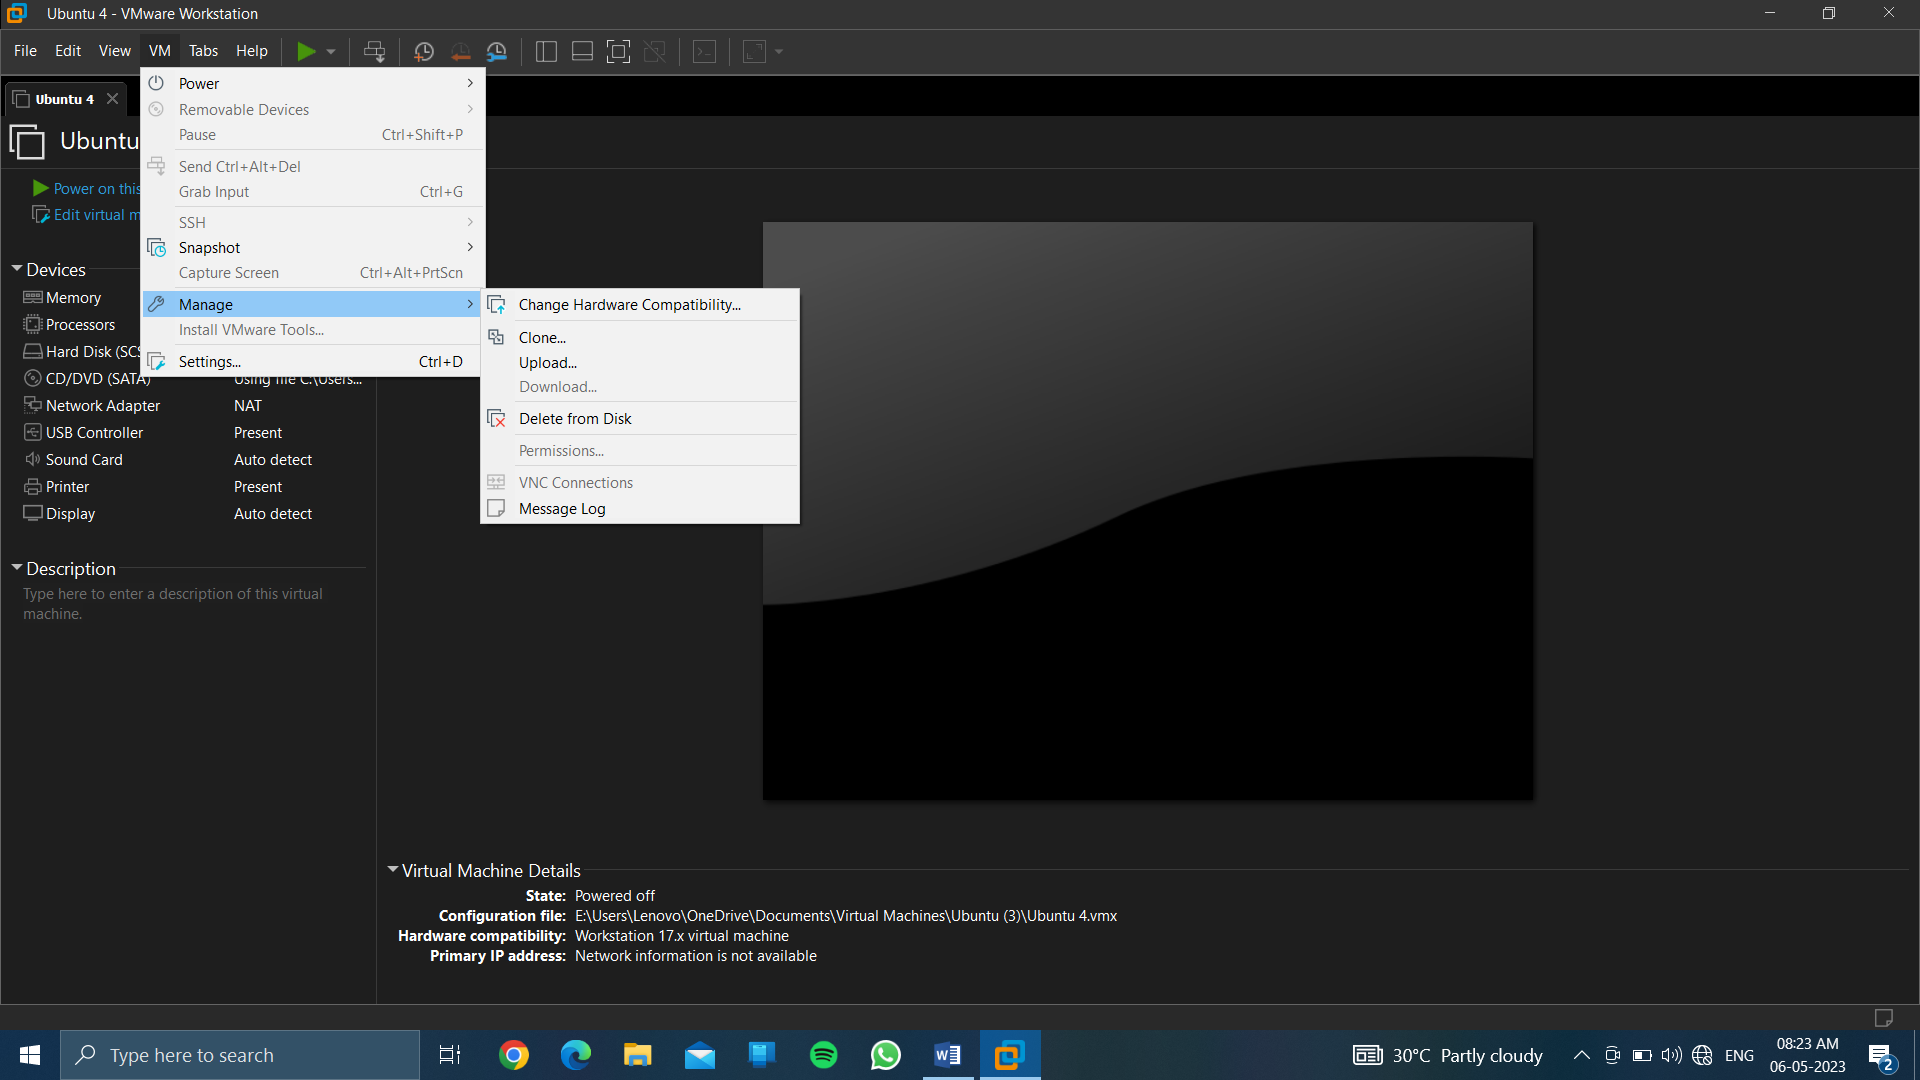 Ubuntu 4 - VMware Workstation
File Edit View VM Tabs Help
Ubuntu 4
Ubuntu
Power on this
Edit virtual m
Power
Removable Devices
Pause Ctrl+Shift+P
Send Ctrl+Alt+Del
Grab Input Ctrl+G
SSH
Snapshot
Capture Screen Ctrl+Alt+PrtScn
Manage
Install VMware Tools...
Settings... Ctrl+D
Change Hardware Compatibility...
Clone...
Upload...
Download...
Delete from Disk
Permissions...
VNC Connections
Message Log
Devices
Memory
Processors
Hard Disk (SCS
CD/DVD (SATA) Using file C:\Users...
Network Adapter NAT
USB Controller Present
Sound Card Auto detect
Printer Present
Display Auto detect
Description
Type here to enter a description of this virtual
machine.
Virtual Machine Details
State: Powered off
Configuration file: E:\Users\Lenovo\OneDrive\Documents\Virtual Machines\Ubuntu (3)\Ubuntu 4.vmx
Hardware compatibility: Workstation 17.x virtual machine
Primary IP address: Network information is not available
Type here to search
30°C Partly cloudy
ENG
08:23 AM
06-05-2023
2